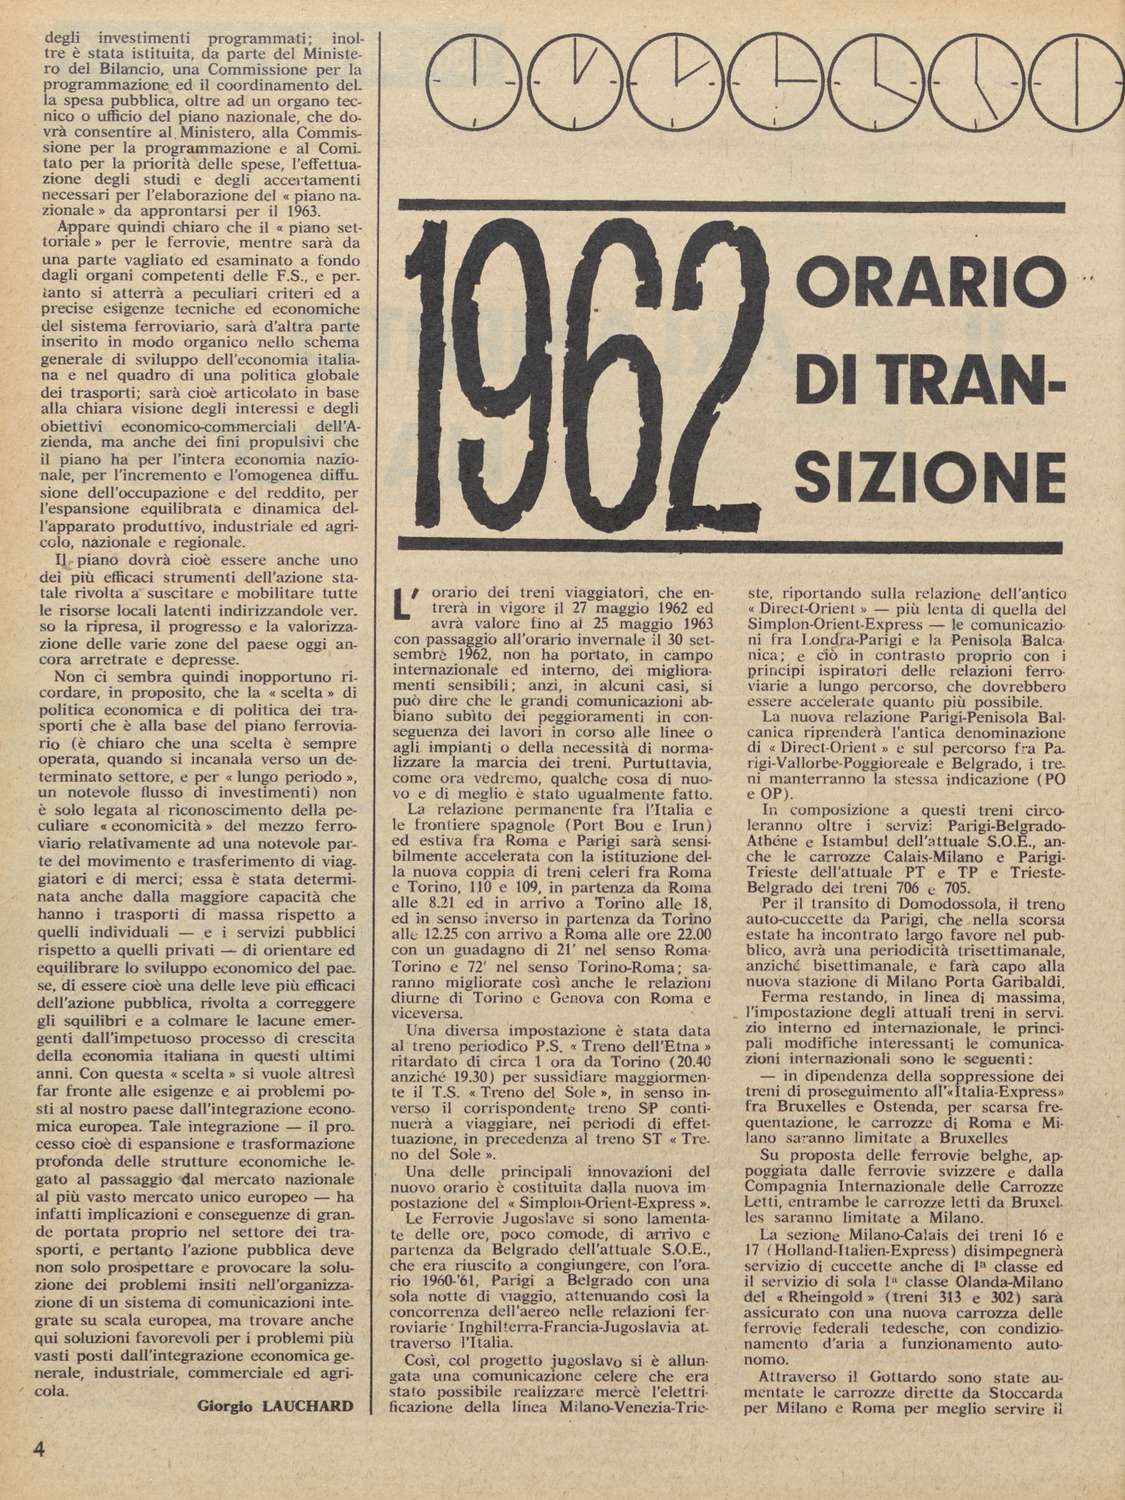 degli investimenti programmati; inol-
tre è stata istituita, da parte del Ministe-
ro del Bilancio, una Commissione per la
programmazione ed il coordinamento del-
la spesa pubblica, oltre ad un organo tec-
nico o ufficio del piano nazionale, che do-
vrà consentire al Ministero, alla Commis-
sione per la programmazione e al Comi-
tato per la priorità delle spese, l'effettua-
zione degli studi e degli accertamenti
necessari per l'elaborazione del « piano na-
zionale » da approntarsi per il 1963.
Appare quindi chiaro che il « piano set-
toriale » per le ferrovie, mentre sarà da
una parte vagliato ed esaminato a fondo
dagli organi competenti delle F.S., e per-
tanto si atterrà a peculiari criteri ed a
precise esigenze tecniche ed economiche
del sistema ferroviario, sarà d'altra parte
inserito in modo organico nello schema
generale di sviluppo dell'economia italia-
na e nel quadro di una politica globale
dei trasporti; sarà cioè articolato in base
alla chiara visione degli interessi e degli
obiettivi economico-commerciali dell'A-
zienda, ma anche dei fini propulsivi che
il piano ha per l'intera economia nazio-
nale, per l'incremento e l'omogenea diffu-
sione dell'occupazione e del reddito, per
l'espansione equilibrata e dinamica del-
l'apparato produttivo, industriale ed agri-
colo, nazionale e regionale.
Il piano dovrà cioè essere anche uno
dei più efficaci strumenti dell'azione sta-
tale rivolta a suscitare e mobilitare tutte
le risorse locali latenti indirizzandole ver-
so la ripresa, il progresso e la valorizza-
zione delle varie zone del paese oggi an-
cora arretrate e depresse.
Non ci sembra quindi inopportuno ri-
cordare, in proposito, che la « scelta » di
politica economica e di politica dei tra-
sporti che è alla base del piano ferrovia-
rio (è chiaro che una scelta è sempre
operata, quando si incanala verso un de-
terminato settore, e per « lungo periodo »,
un notevole flusso di investimenti) non
è solo legata al riconoscimento della pe-
culiare « economicità » del mezzo ferro-
viario relativamente ad una notevole par-
te del movimento e trasferimento di viag-
giatori e di merci; essa è stata determi-
nata anche dalla maggiore capacità che
hanno i trasporti di massa rispetto a
quelli individuali — e i servizi pubblici
rispetto a quelli privati — di orientare ed
equilibrare lo sviluppo economico del pae-
se, di essere cioè una delle leve più efficaci
dell'azione pubblica, rivolta a correggere
gli squilibri e a colmare le lacune emer-
genti dall'impetuoso processo di crescita
della economia italiana in questi ultimi
anni. Con questa « scelta » si vuole altresì
far fronte alle esigenze e ai problemi po-
sti al nostro paese dall'integrazione econo-
mica europea. Tale integrazione — il pro-
cesso cioè di espansione e trasformazione
profonda delle strutture economiche le-
gato al passaggio dal mercato nazionale
al più vasto mercato unico europeo — ha
infatti implicazioni e conseguenze di gran-
de portata proprio nel settore dei tra-
sporti, e pertanto l'azione pubblica deve
non solo prospettare e provocare la solu-
zione dei problemi insiti nell'organizza-
zione di un sistema di comunicazioni inte-
grate su scala europea, ma trovare anche
qui soluzioni favorevoli per i problemi più
vasti posti dall'integrazione economica ge-
nerale, industriale, commerciale ed agri-
cola.
Giorgio LAUCHARD
1962
ORARIO
DI TRAN-
SIZIONE
L'orario dei treni viaggiatori, che en-
trerà in vigore il 27 maggio 1962 ed
avrà valore fino al 25 maggio 1963
con passaggio all'orario invernale il 30 set-
sembre 1962, non ha portato, in campo
internazionale ed interno, dei migliora-
menti sensibili; anzi, in alcuni casi, si
può dire che le grandi comunicazioni ab-
biano subìto dei peggioramenti in con-
seguenza dei lavori in corso alle linee o
agli impianti o della necessità di norma-
lizzare la marcia dei treni. Purtuttavia,
come ora vedremo, qualche cosa di nuo-
vo e di meglio è stato ugualmente fatto.
La relazione permanente fra l'Italia e
le frontiere spagnole (Port Bou e Irun)
ed estiva fra Roma e Parigi sarà sensi-
bilmente accelerata con la istituzione del-
la nuova coppia di treni celeri fra Roma
e Torino, 110 e 109, in partenza da Roma
alle 8.21 ed in arrivo a Torino alle 18,
ed in senso inverso in partenza da Torino
alle 12.25 con arrivo a Roma alle ore 22.00
con un guadagno di 21' nel senso Roma-
Torino e 72' nel senso Torino-Roma; sa-
ranno migliorate così anche le relazioni
diurne di Torino e Genova con Roma e
viceversa.
Una diversa impostazione è stata data
al treno periodico P.S. « Treno dell'Etna »
ritardato di circa 1 ora da Torino (20.40
anziché 19.30) per sussidiare maggiormen-
te il T.S. « Treno del Sole », in senso in-
verso il corrispondente treno SP conti-
nuerà a viaggiare, nei periodi di effet-
tuazione, in precedenza al treno ST « Tre-
no del Sole ».
Una delle principali innovazioni del
nuovo orario è costituita dalla nuova im-
postazione del « Simplon-Orient-Express ».
Le Ferrovie Jugoslave si sono lamenta-
te delle ore, poco comode, di arrivo e
partenza da Belgrado dell'attuale S.O.E.,
che era riuscito a congiungere, con l'ora-
rio 1960-'61, Parigi a Belgrado con una
sola notte di viaggio, attenuando così la
concorrenza dell'aereo nelle relazioni fer-
roviarie Inghilterra-Francia-Jugoslavia at-
traverso l'Italia.
Così, col progetto jugoslavo si è allun-
gata una comunicazione celere che era
stato possibile realizzare mercè l'elettri-
ficazione della linea Milano-Venezia-Trie-
ste, riportando sulla relazione dell'antico
« Direct-Orient » — più lenta di quella del
Simplon-Orient-Express — le comunicazio-
ni fra Londra-Parigi e la Penisola Balca-
nica; e ciò in contrasto proprio con i
principi ispiratori delle relazioni ferro-
viarie a lungo percorso, che dovrebbero
essere accelerate quanto più possibile.
La nuova relazione Parigi-Penisola Bal-
canica riprenderà l'antica denominazione
di « Direct-Orient » e sul percorso fra Pa-
rigi-Vallorbe-Poggioreale e Belgrado, i tre-
ni manterranno la stessa indicazione (PO
e OP).
In composizione a questi treni circo-
leranno oltre i servizi Parigi-Belgrado-
Athéne e Istambul dell'attuale S.O.E., an-
che le carrozze Calais-Milano e Parigi-
Trieste dell'attuale PT e TP e Trieste-
Belgrado dei treni 706 e 705.
Per il transito di Domodossola, il treno
auto-cuccette da Parigi, che nella scorsa
estate ha incontrato largo favore nel pub-
blico, avrà una periodicità trisettimanale,
anziché bisettimanale, e farà capo alla
nuova stazione di Milano Porta Garibaldi.
Ferma restando, in linea di massima,
l'impostazione degli attuali treni in servi-
zio interno ed internazionale, le princi-
pali modifiche interessanti le comunica-
zioni internazionali sono le seguenti:
— in dipendenza della soppressione dei
treni di proseguimento all'«Italia-Express»
fra Bruxelles e Ostenda, per scarsa fre-
quentazione, le carrozze di Roma e Mi-
lano saranno limitate a Bruxelles
Su proposta delle ferrovie belghe, ap-
poggiata dalle ferrovie svizzere e dalla
Compagnia Internazionale delle Carrozze
Letti, entrambe le carrozze letti da Bruxel-
les saranno limitate a Milano.
La sezione Milano-Calais dei treni 16 e
17 (Holland-Italien-Express) disimpegnerà
servizio di cuccette anche di 1ª classe ed
il servizio di sola 1ª classe Olanda-Milano
del « Rheingold » (treni 313 e 302) sarà
assicurato con una nuova carrozza delle
ferrovie federali tedesche, con condizio-
namento d'aria a funzionamento auto-
nomo.
Attraverso il Gottardo sono state au-
mentate le carrozze dirette da Stoccarda
per Milano e Roma per meglio servire il
4